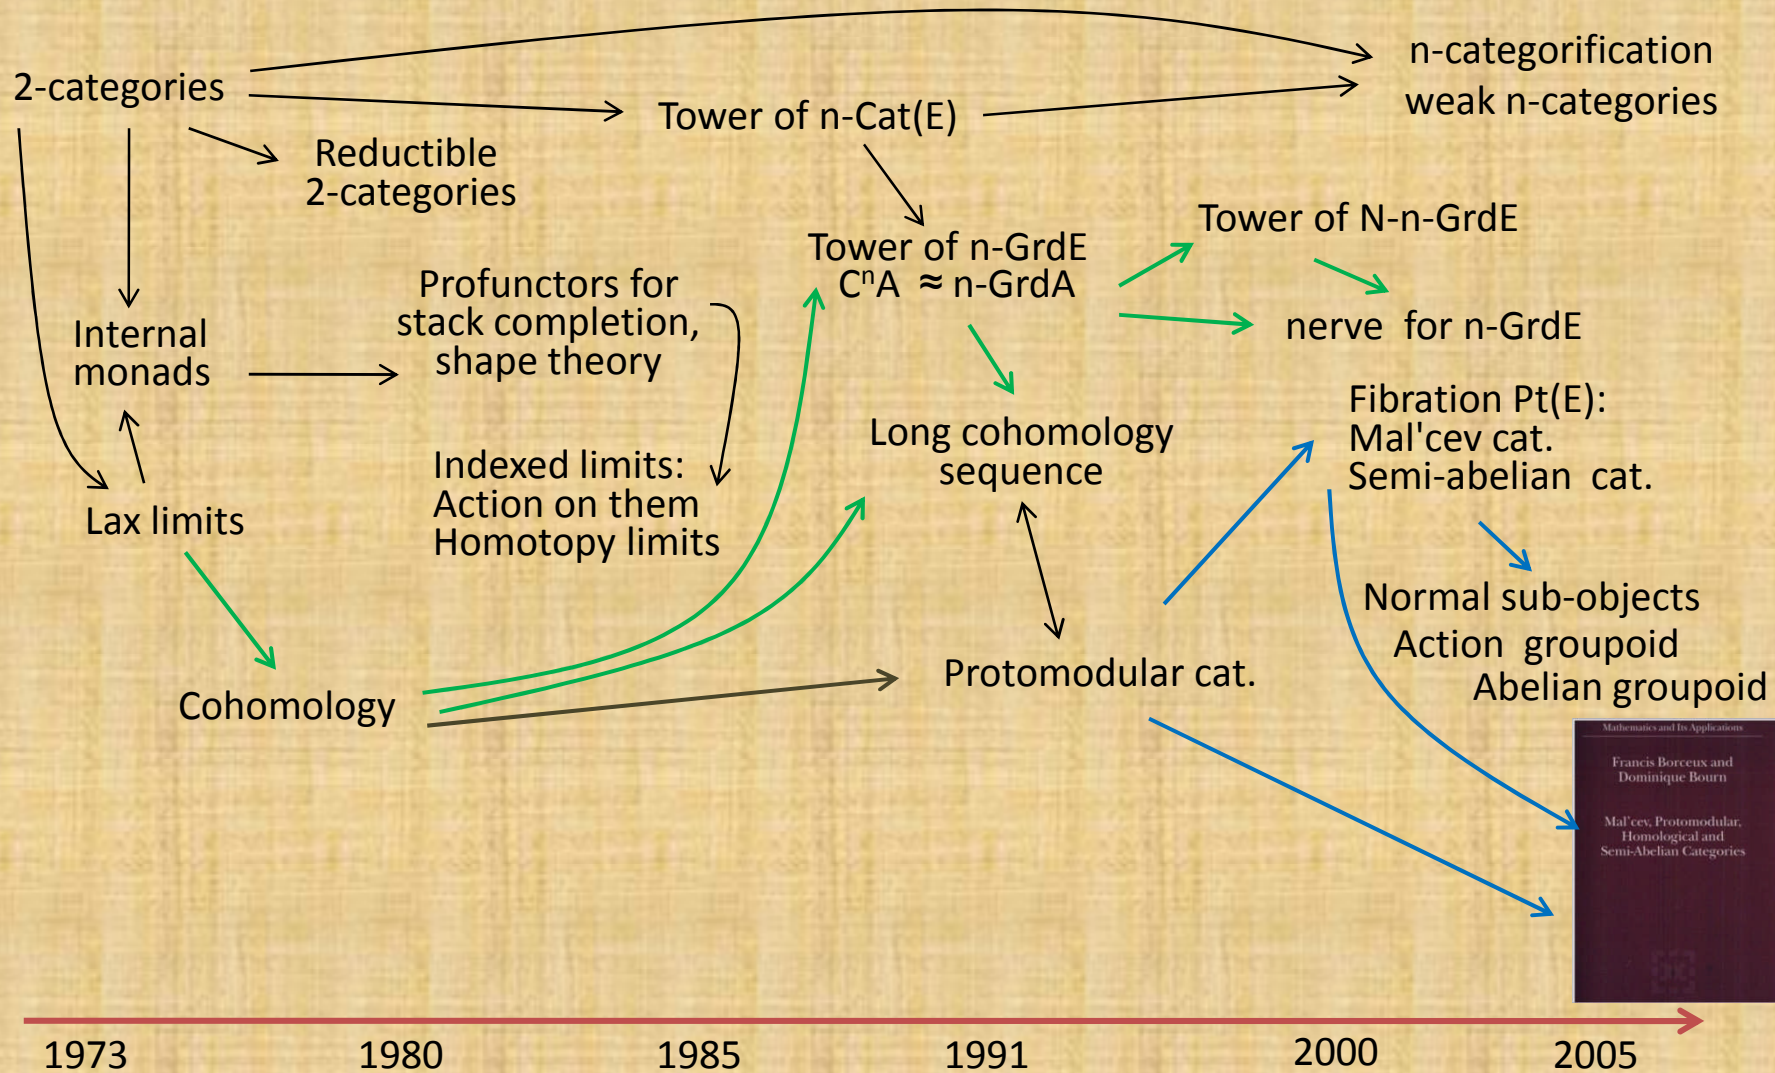 2-categories
n-categorification
weak n-categories
Tower of n-Cat(E)
Reductible
2-categories
Tower of n-GrdE
CⁿA ≈ n-GrdA
Tower of N-n-GrdE
nerve for n-GrdE
Internal
monads
Profunctors for
stack completion,
shape theory
Fibration Pt(E):
Mal'cev cat.
Semi-abelian cat.
Long cohomology
sequence
Indexed limits:
Action on them
Homotopy limits
Lax limits
Normal sub-objects
Action groupoid
Abelian groupoid
Cohomology
Protomodular cat.
Mathematics and Its Applications
Francis Borceux and
Dominique Bourn
Mal'cev, Protomodular,
Homological and
Semi-Abelian Categories
1973 1980 1985 1991 2000 2005